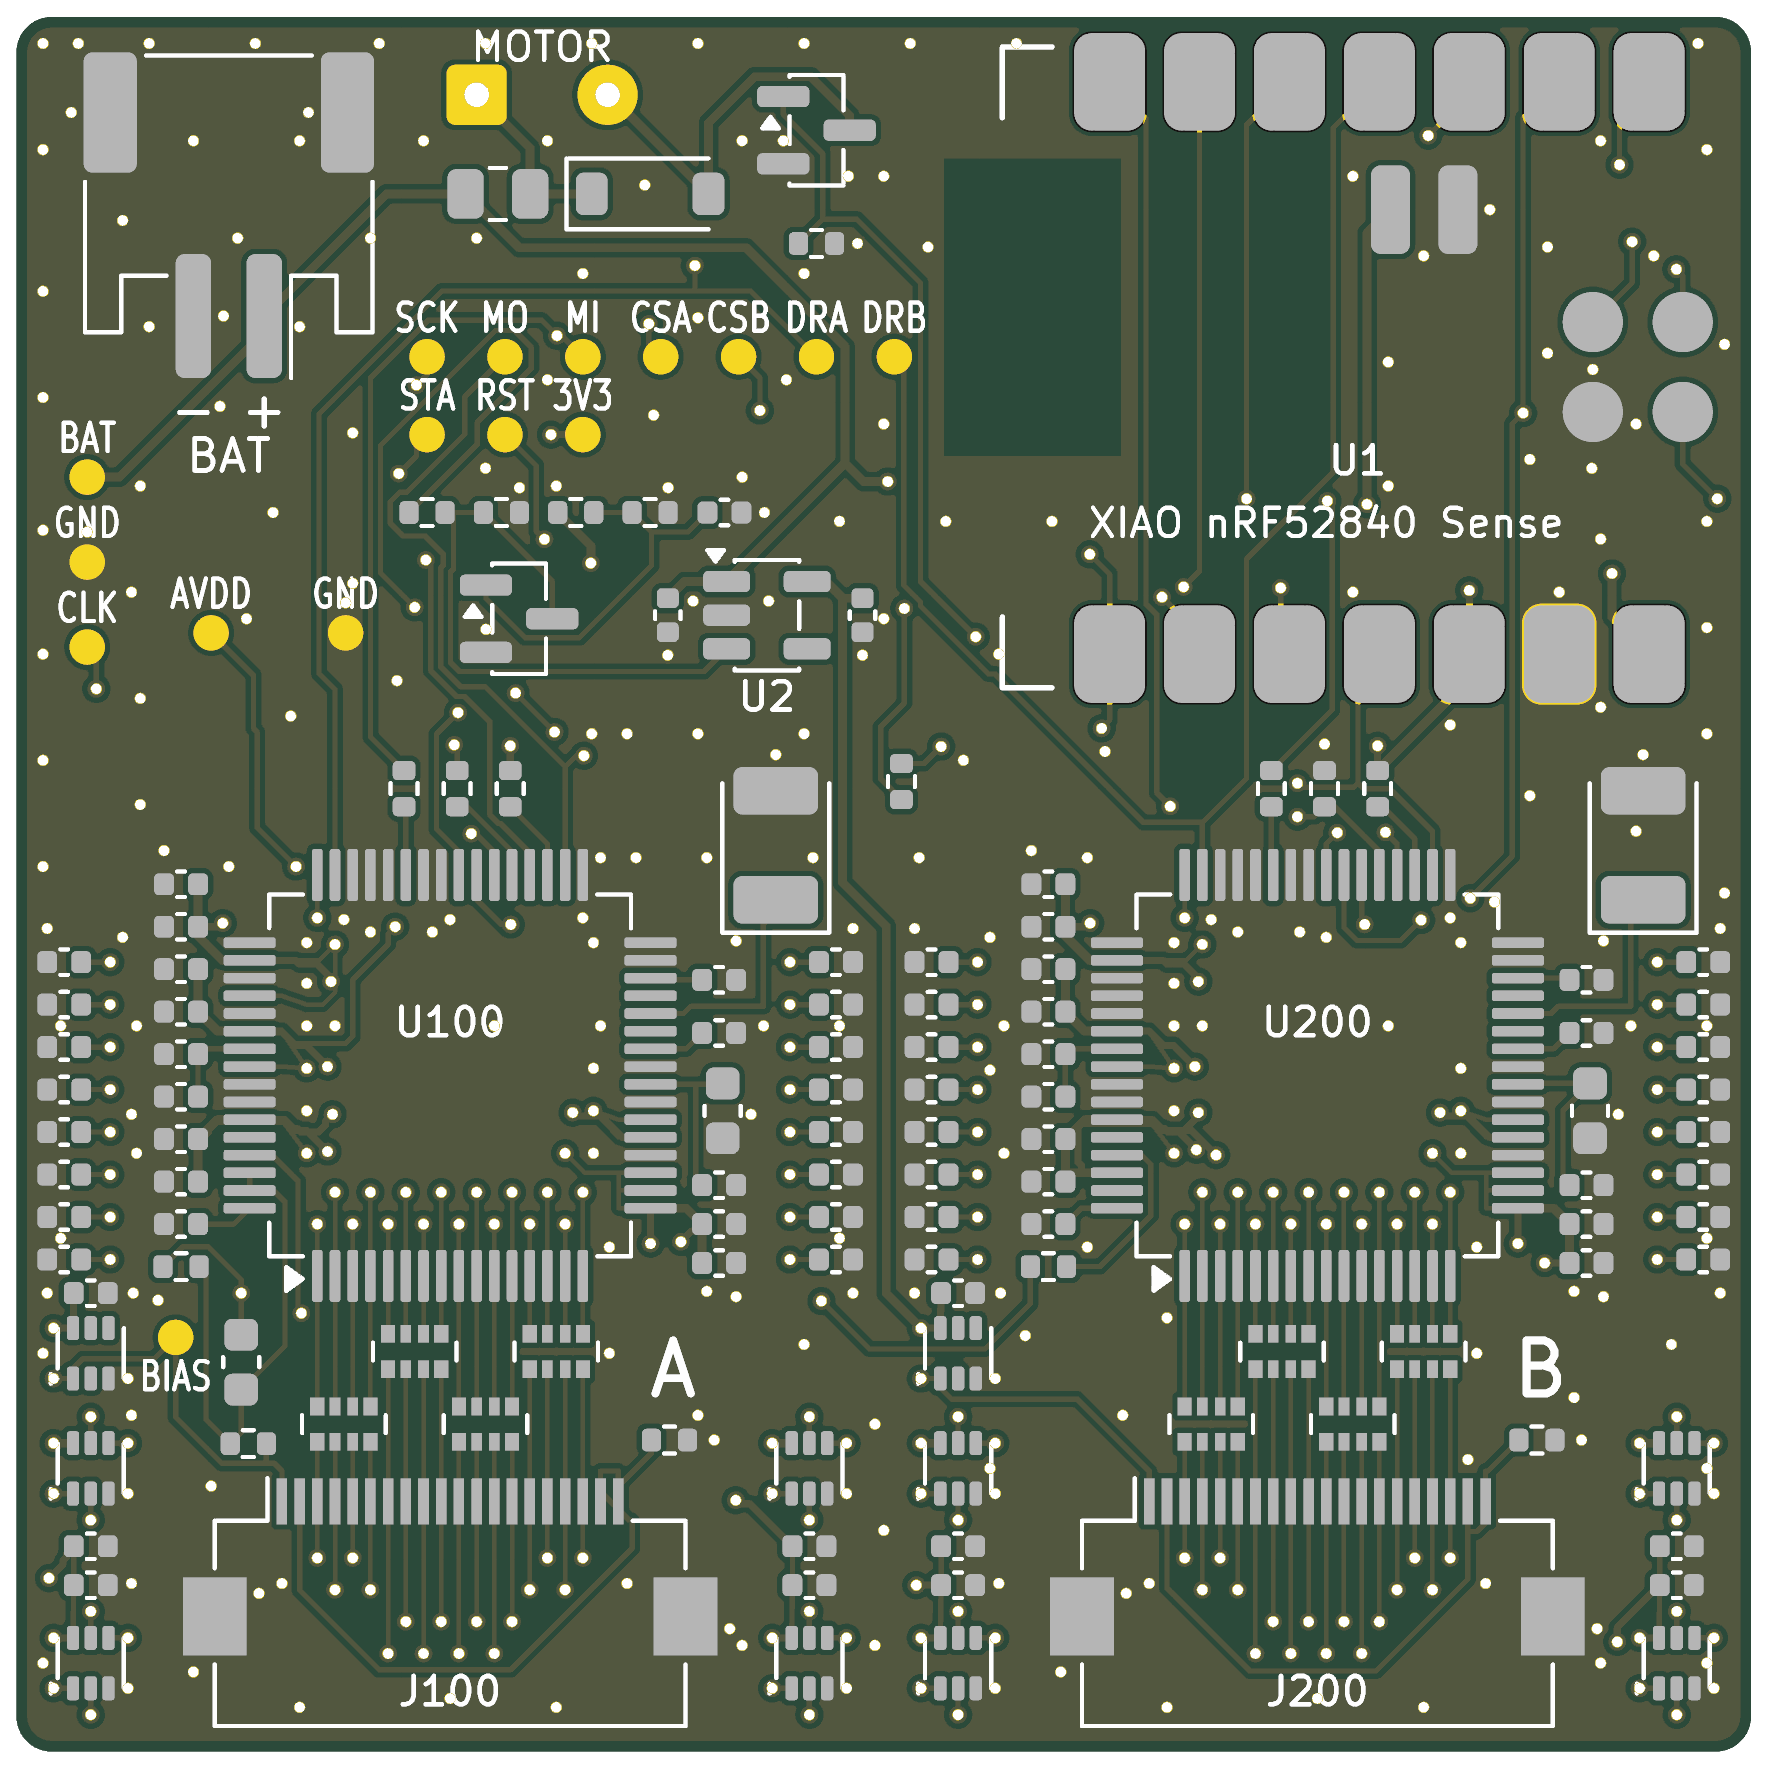 MOTOR
SCK MO MI CSA CSB DRA DRB
STA RST 3V3
− +
BAT
BAT
U1
GND
XIAO nRF52840 Sense
CLK AVDD GND
U2
U100 U200
A B
BIAS
J100 J200